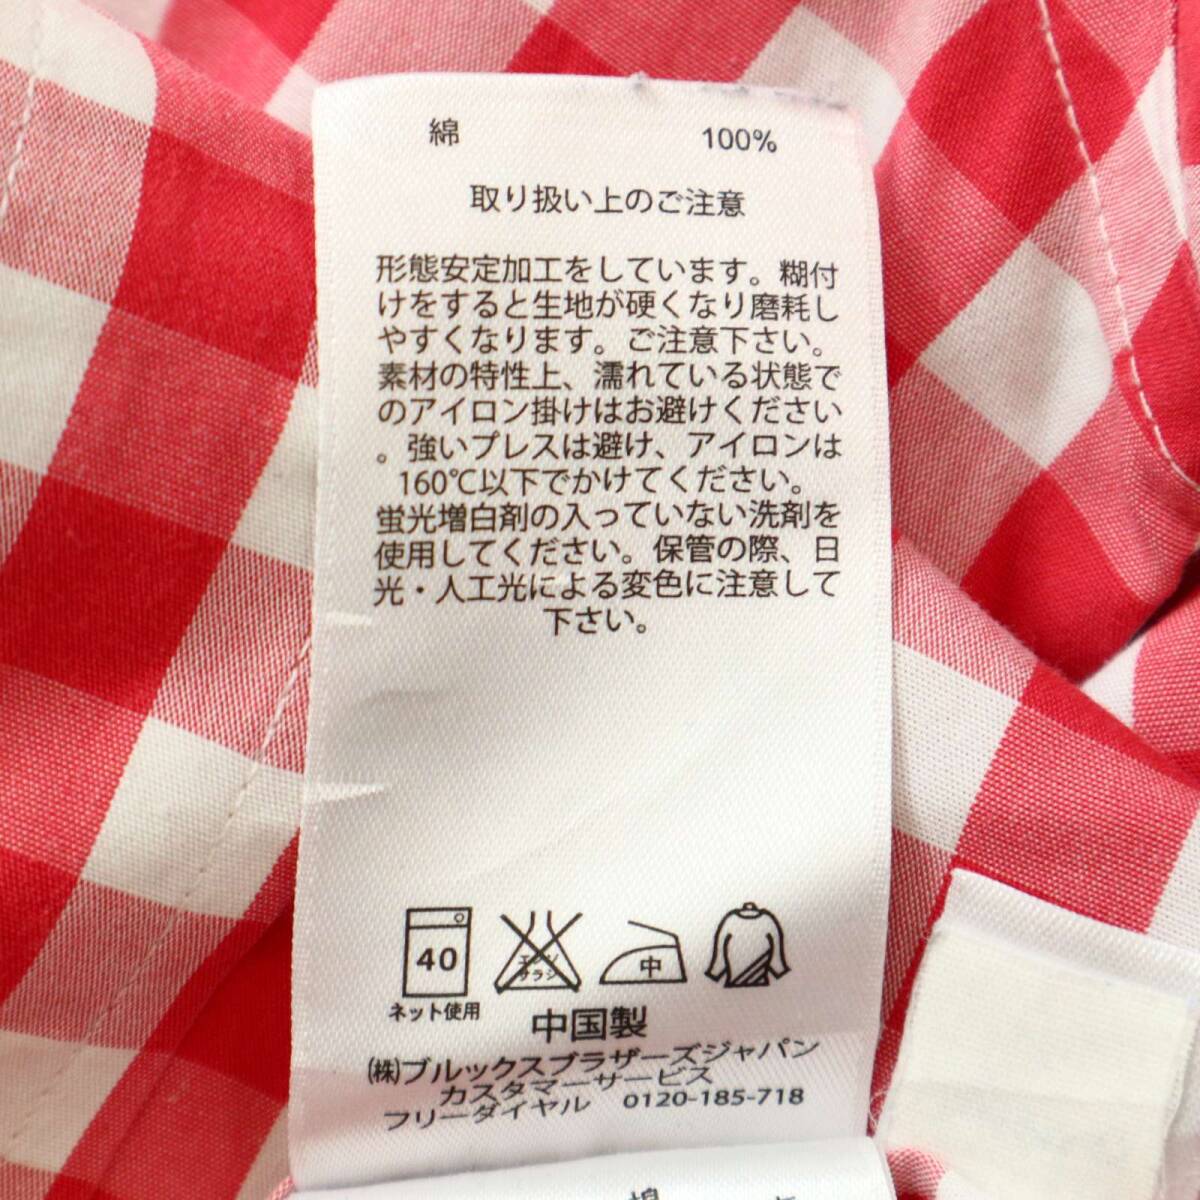 綿 100%
取り扱い上のご注意
形態安定加工をしています。糊付
けをすると生地が硬くなり磨耗し
やすくなります。ご注意下さい。
素材の特性上、濡れている状態で
のアイロン掛けはお避けください
。強いプレスは避け、アイロンは
160℃以下でかけてください。
蛍光増白剤の入っていない洗剤を
使用してください。保管の際、日
光・人工光による変色に注意して
下さい。
40
エンソ
サラシ
中
ネット使用
中国製
㈱ブルックスブラザーズジャパン
カスタマーサービス
フリーダイヤル 0120-185-718